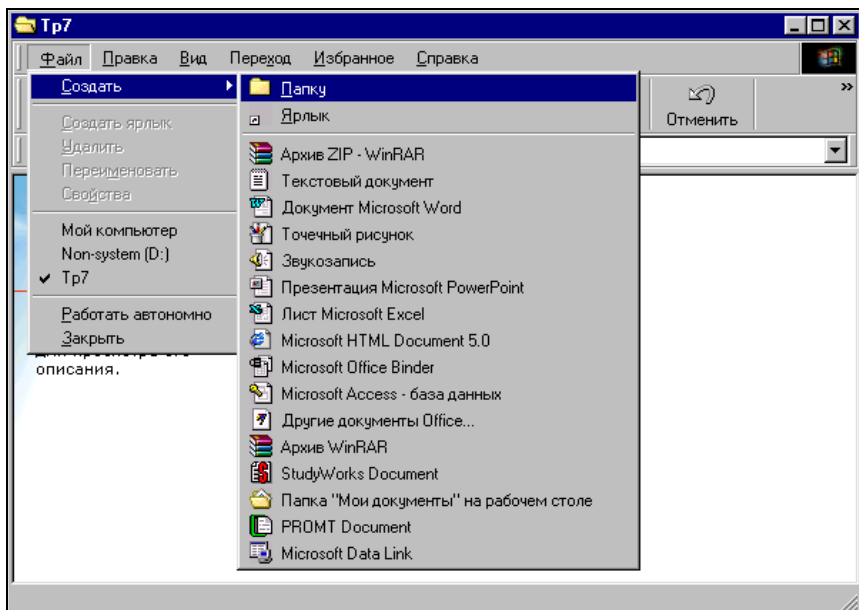 Tp7
Файл Правка Вид Переход Избранное Справка
Создать
Создать ярлык
Удалить
Переименовать
Свойства
Мой компьютер
Non-system (D:)
Tp7
Работать автономно
Закрыть
описания.
Папку
Ярлык
Архив ZIP - WinRAR
Текстовый документ
Документ Microsoft Word
Точечный рисунок
Звукозапись
Презентация Microsoft PowerPoint
Лист Microsoft Excel
Microsoft HTML Document 5.0
Microsoft Office Binder
Microsoft Access - база данных
Другие документы Office...
Архив WinRAR
StudyWorks Document
Папка "Мои документы" на рабочем столе
PROMT Document
Microsoft Data Link
Отменить
»